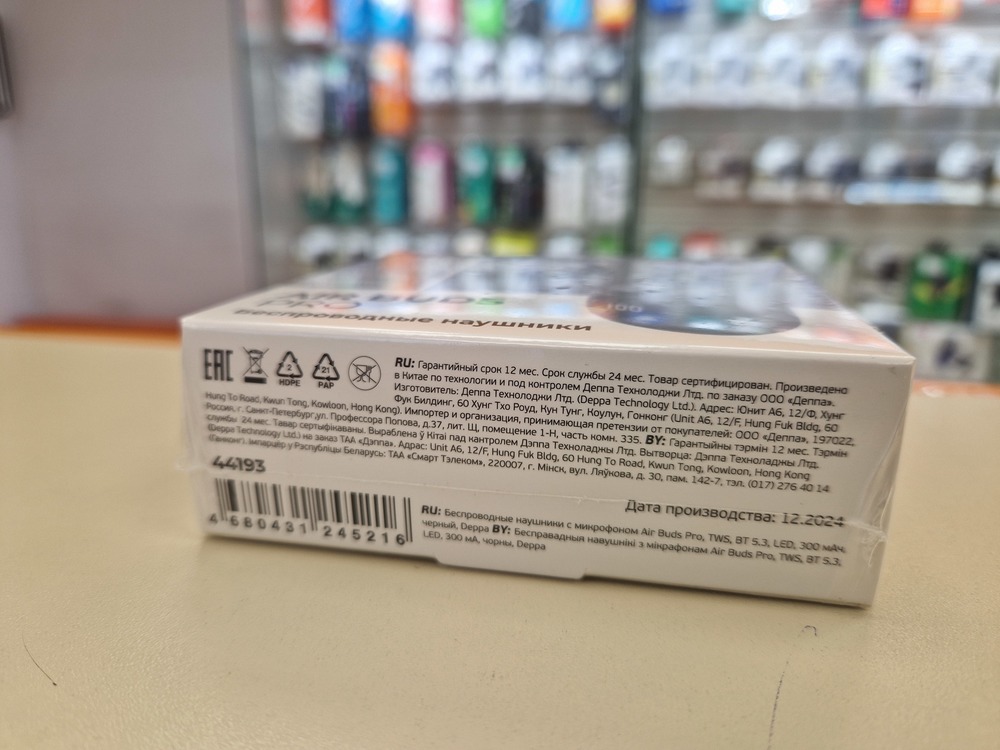 AIR BUDS
PRO
Беспроводные наушники
100
EAC
2
HDPE
21
PAP
RU: Гарантийный срок 12 мес. Срок службы 24 мес. Товар сертифицирован. Произведено
в Китае по технологии и под контролем Деппа Технолоджи Лтд. по заказу ООО «Деппа».
Изготовитель: Деппа Технолоджи Лтд. (Deppa Technology Ltd.). Адрес: Юнит А6, 12/Ф, Хунг
Фук Билдинг, 60 Хунг Тхо Роуд, Кун Тунг, Коулун, Гонконг (Unit A6, 12/F, Hung Fuk Bldg, 60
Hung To Road, Kwun Tong, Kowloon, Hong Kong). Импортер и организация, принимающая претензии от покупателей: ООО «Деппа», 197022,
Россия, г. Санкт-Петербург,ул. Профессора Попова, д.37, лит. Щ, помещение 1-Н, часть комн. 335. BY: Гарантыйны тэрмін 12 мес. Тэрмін
службы 24 мес. Тавар сертыфікаваны. Выраблена ў Кітаі пад кантролем Дэппа Тэхналаджы Лтд. Вытворца: Дэппа Тэхналаджы Лтд.
(Deppa Technology Ltd.) на заказ ТАА «Дэппа». Адрас: Unit A6, 12/F, Hung Fuk Bldg, 60 Hung To Road, Kwun Tong, Kowloon, Hong Kong
(Ганконг). Імпарцёр у Рэспубліцы Беларусь: ТАА «Смарт Тэлеком», 220007, г. Мінск, вул. Ляўкова, д. 30, пам. 142-7, тэл. (017) 276 40 14
44193
Дата производства: 12.2024
4 680431 245216
RU: Беспроводные наушники с микрофоном Air Buds Pro, TWS, BT 5.3, LED, 300 мАч,
черный, Deppa BY: Бесправадныя навушнікі з мікрафонам Air Buds Pro, TWS, BT 5.3,
LED, 300 мА, чорны, Deppa